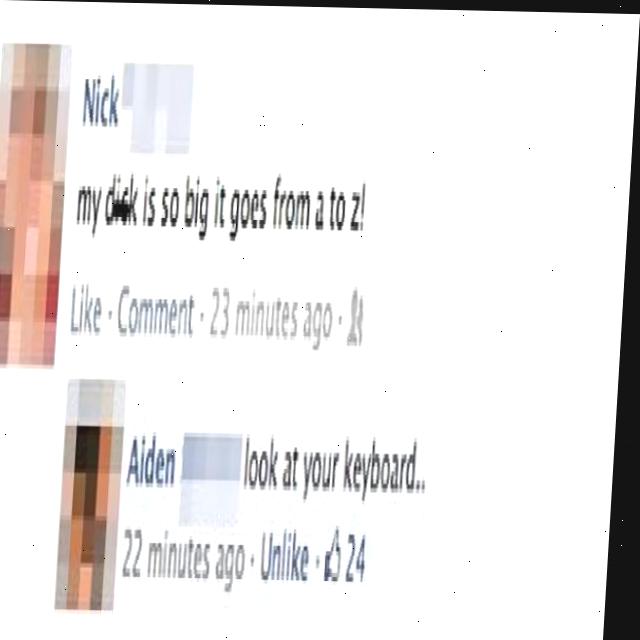 Nick
my dick is so big it goes from a to z!
Like · Comment · 23 minutes ago ·
Aiden look at your keyboard..
22 minutes ago · Unlike · 24